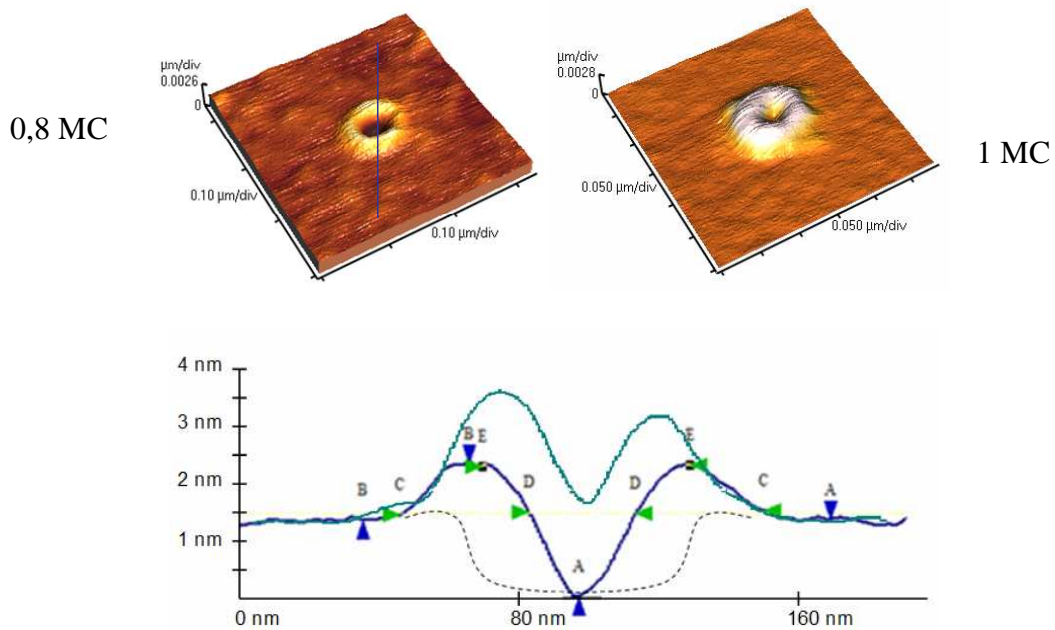 µm/div
0.0026
0
0.10 µm/div
0.10 µm/div
0,8 MC
µm/div
0.0028
0
0.050 µm/div
0.050 µm/div
1 MC
4 nm
3 nm
2 nm
1 nm
B E E
B C D D C A
A
0 nm 80 nm 160 nm